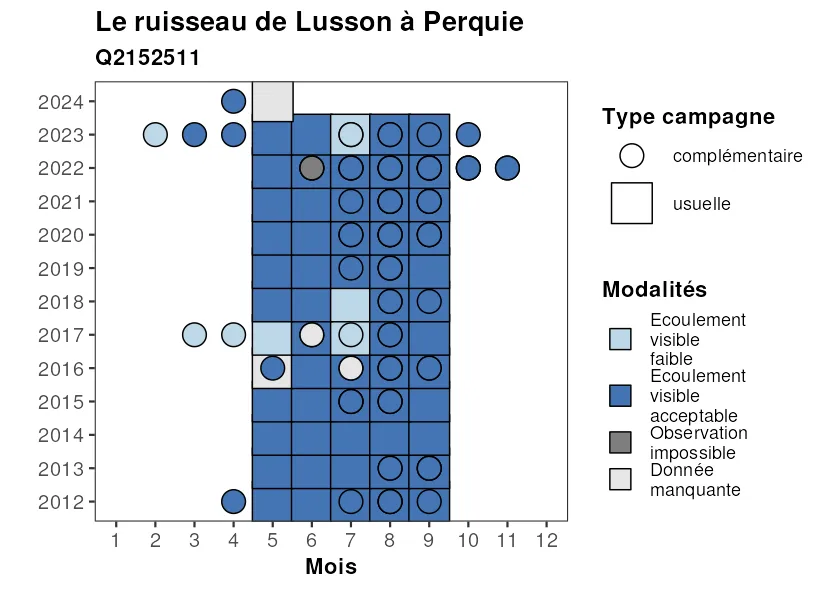 Le ruisseau de Lusson à Perquie
Q2152511
2024
2023
2022
2021
2020
2019
2018
2017
2016
2015
2014
2013
2012
1 2 3 4 5 6 7 8 9 10 11 12
Mois
Type campagne
complémentaire
usuelle
Modalités
Ecoulement
visible
faible
Ecoulement
visible
acceptable
Observation
impossible
Donnée
manquante